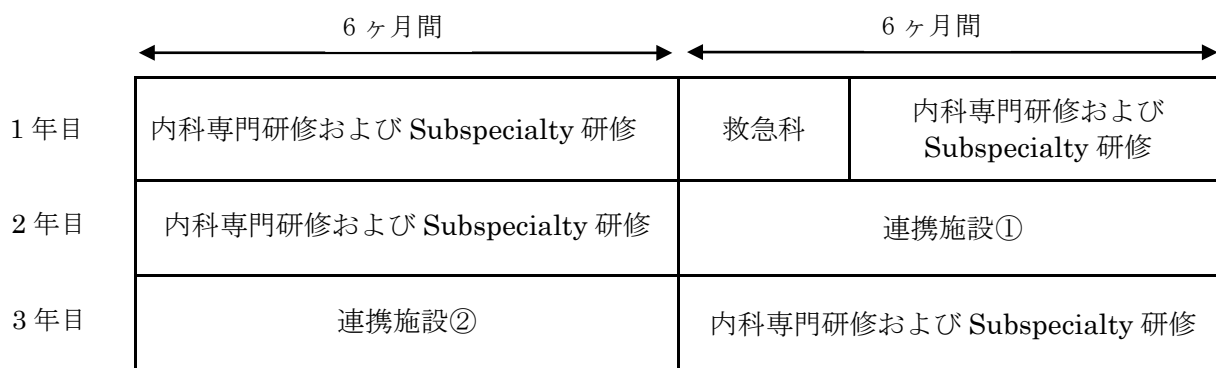 6 ヶ月間 6 ヶ月間
1 年目 内科専門研修および Subspecialty 研修 救急科 内科専門研修および
Subspecialty 研修
2 年目 内科専門研修および Subspecialty 研修 連携施設①
3 年目 連携施設② 内科専門研修および Subspecialty 研修